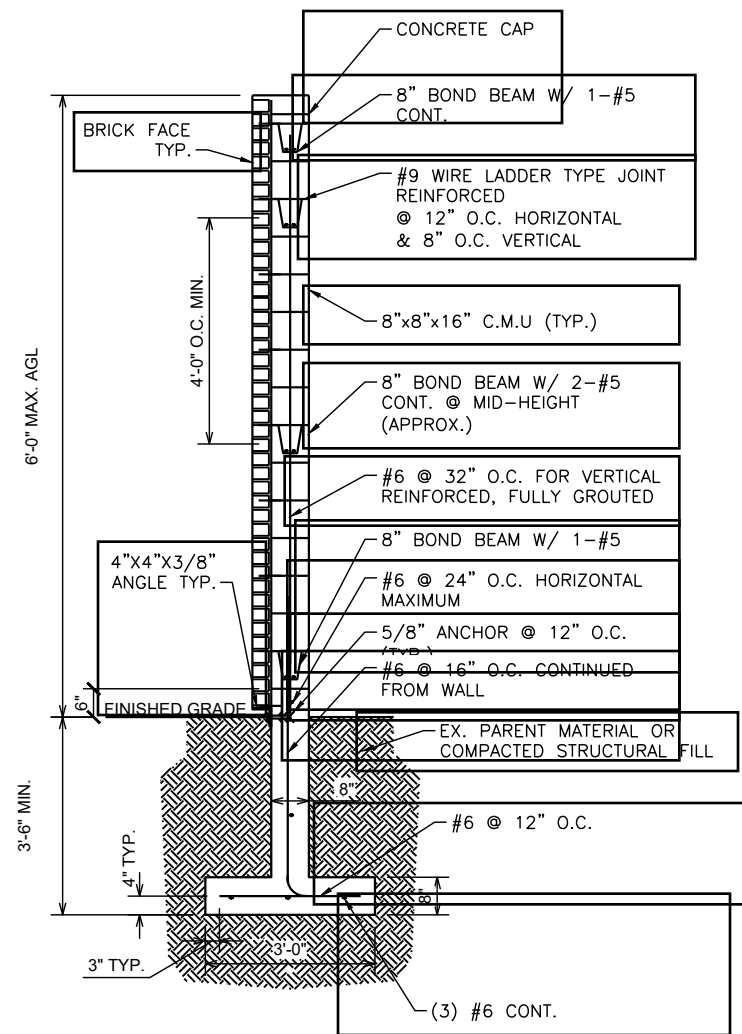 CONCRETE CAP
8" BOND BEAM W/ 1-#5
CONT.
BRICK FACE
TYP.
#9 WIRE LADDER TYPE JOINT
REINFORCED
@ 12" O.C. HORIZONTAL
& 8" O.C. VERTICAL
4'-0" O.C. MIN.
8"x8"x16" C.M.U (TYP.)
6'-0" MAX. AGL
8" BOND BEAM W/ 2-#5
CONT. @ MID-HEIGHT
(APPROX.)
#6 @ 32" O.C. FOR VERTICAL
REINFORCED, FULLY GROUTED
8" BOND BEAM W/ 1-#5
4"X4"X3/8"
ANGLE TYP.
#6 @ 24" O.C. HORIZONTAL
MAXIMUM
5/8" ANCHOR @ 12" O.C.
(TYP.)
#6 @ 16" O.C. CONTINUED
FROM WALL
6"
FINISHED GRADE
EX. PARENT MATERIAL OR
COMPACTED STRUCTURAL FILL
8"
3'-6" MIN.
#6 @ 12" O.C.
4" TYP.
8"
3'-0"
3" TYP.
(3) #6 CONT.